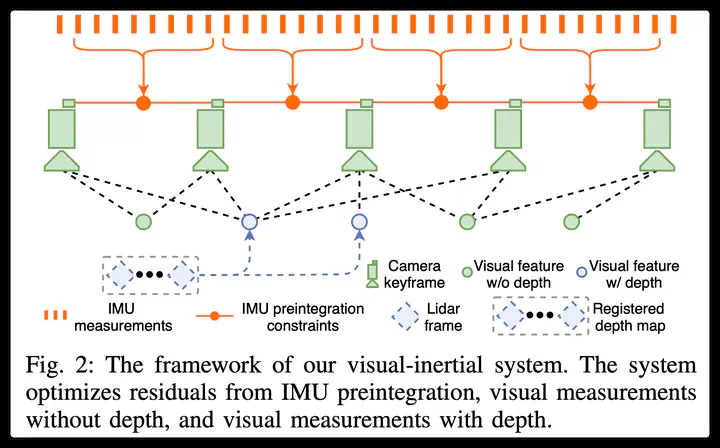 Camera
keyframe
Visual feature
w/o depth
Visual feature
w/ depth
IMU
measurements
IMU preintegration
constraints
Lidar
frame
Registered
depth map
Fig. 2: The framework of our visual-inertial system. The system
optimizes residuals from IMU preintegration, visual measurements
without depth, and visual measurements with depth.